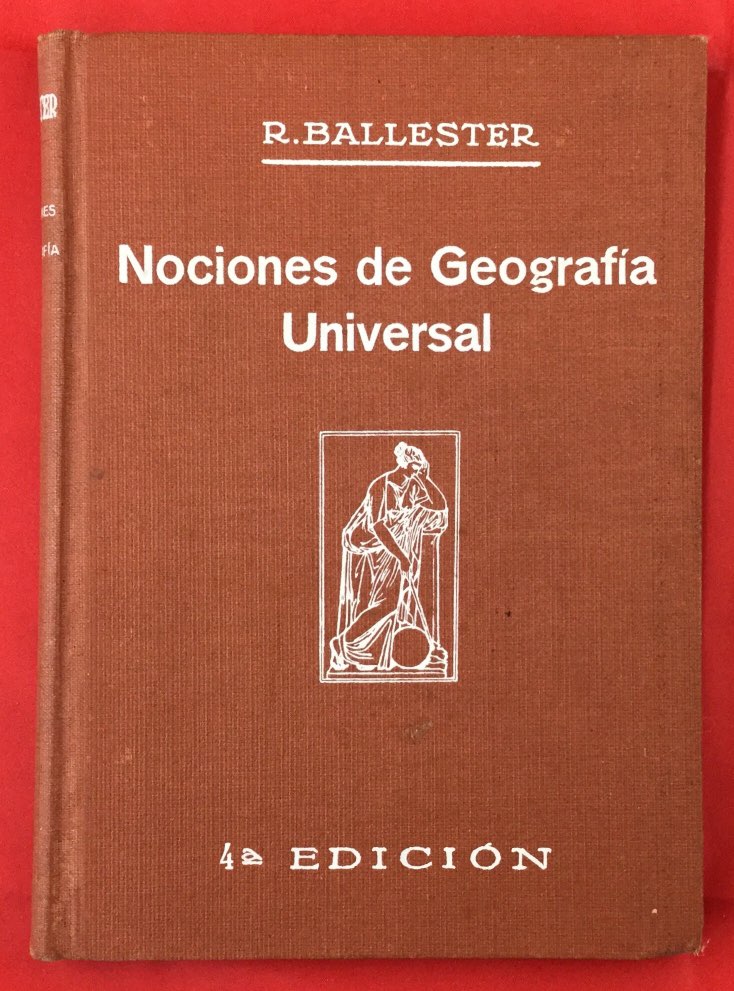 R. BALLESTER
Nociones de Geografía
Universal
4ª EDICIÓN